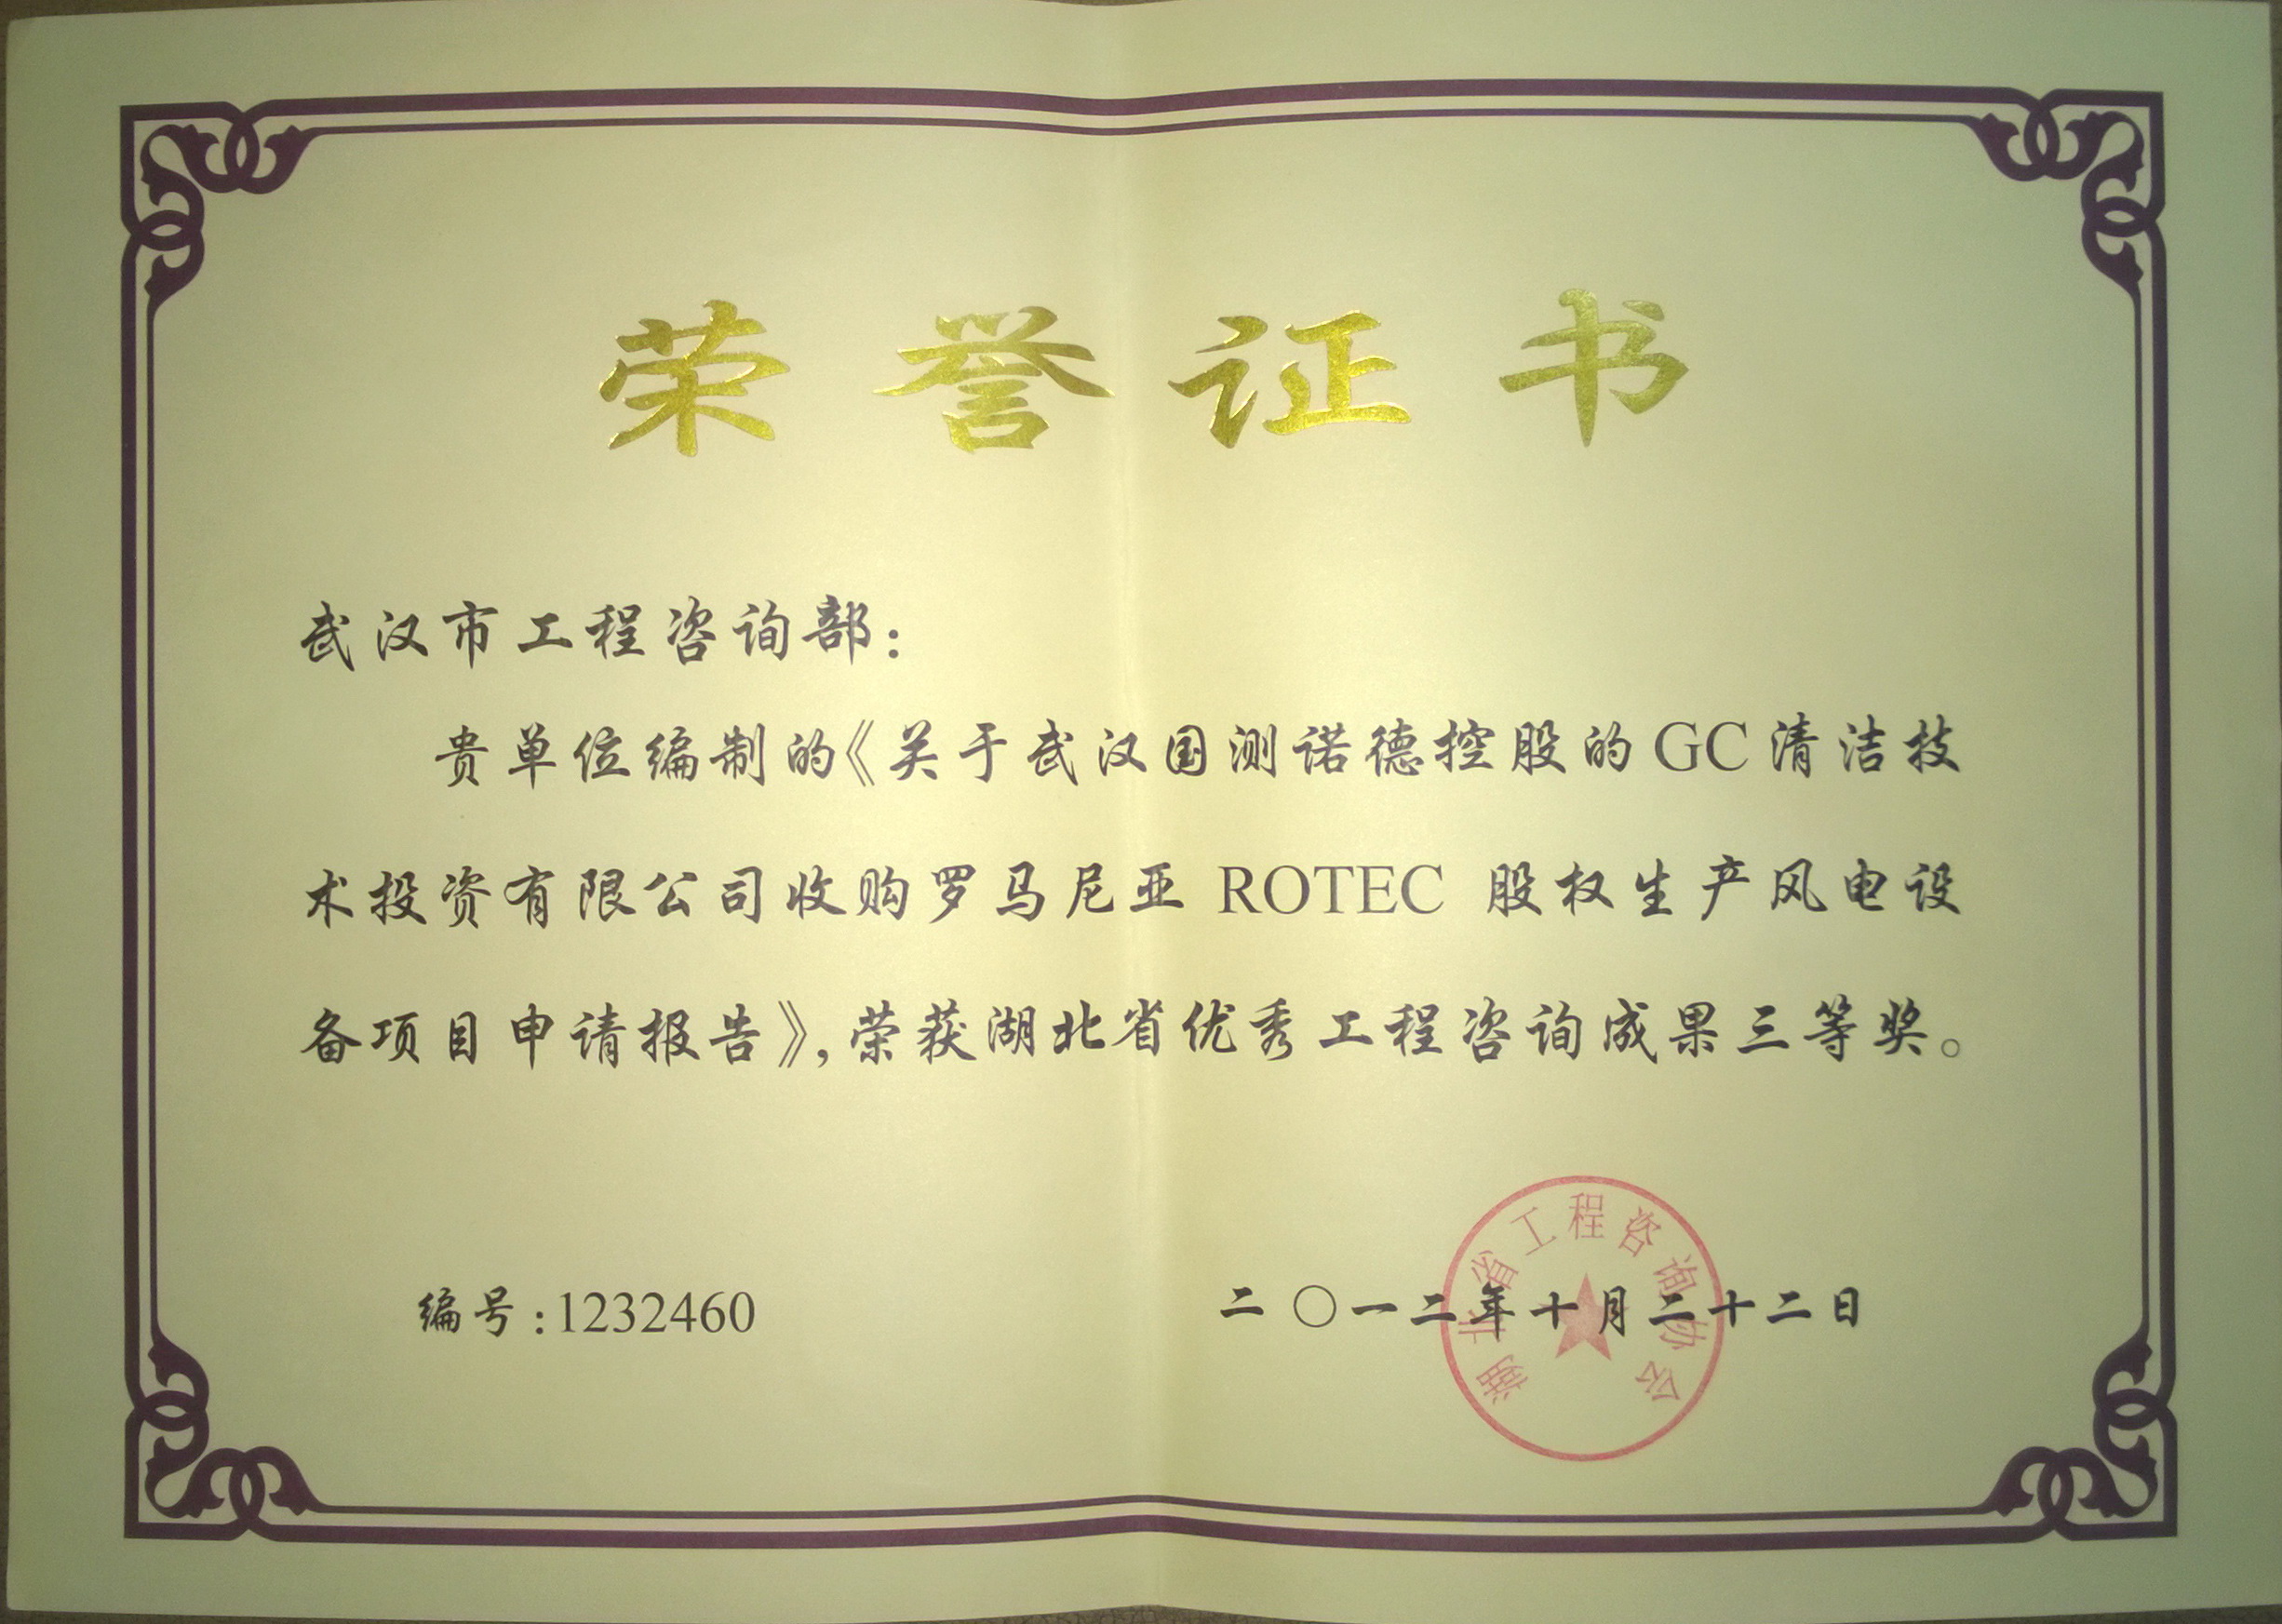 荣誉证书
武汉市工程咨询部：
贵单位编制的《关于武汉国测诺德控股的GC清洁技
术投资有限公司收购罗马尼亚ROTEC 股权生产风电设
备项目申请报告》，荣获湖北省优秀工程咨询成果三等奖。
湖北省工程咨询协会
编号：1232460
二〇一二年十月二十二日